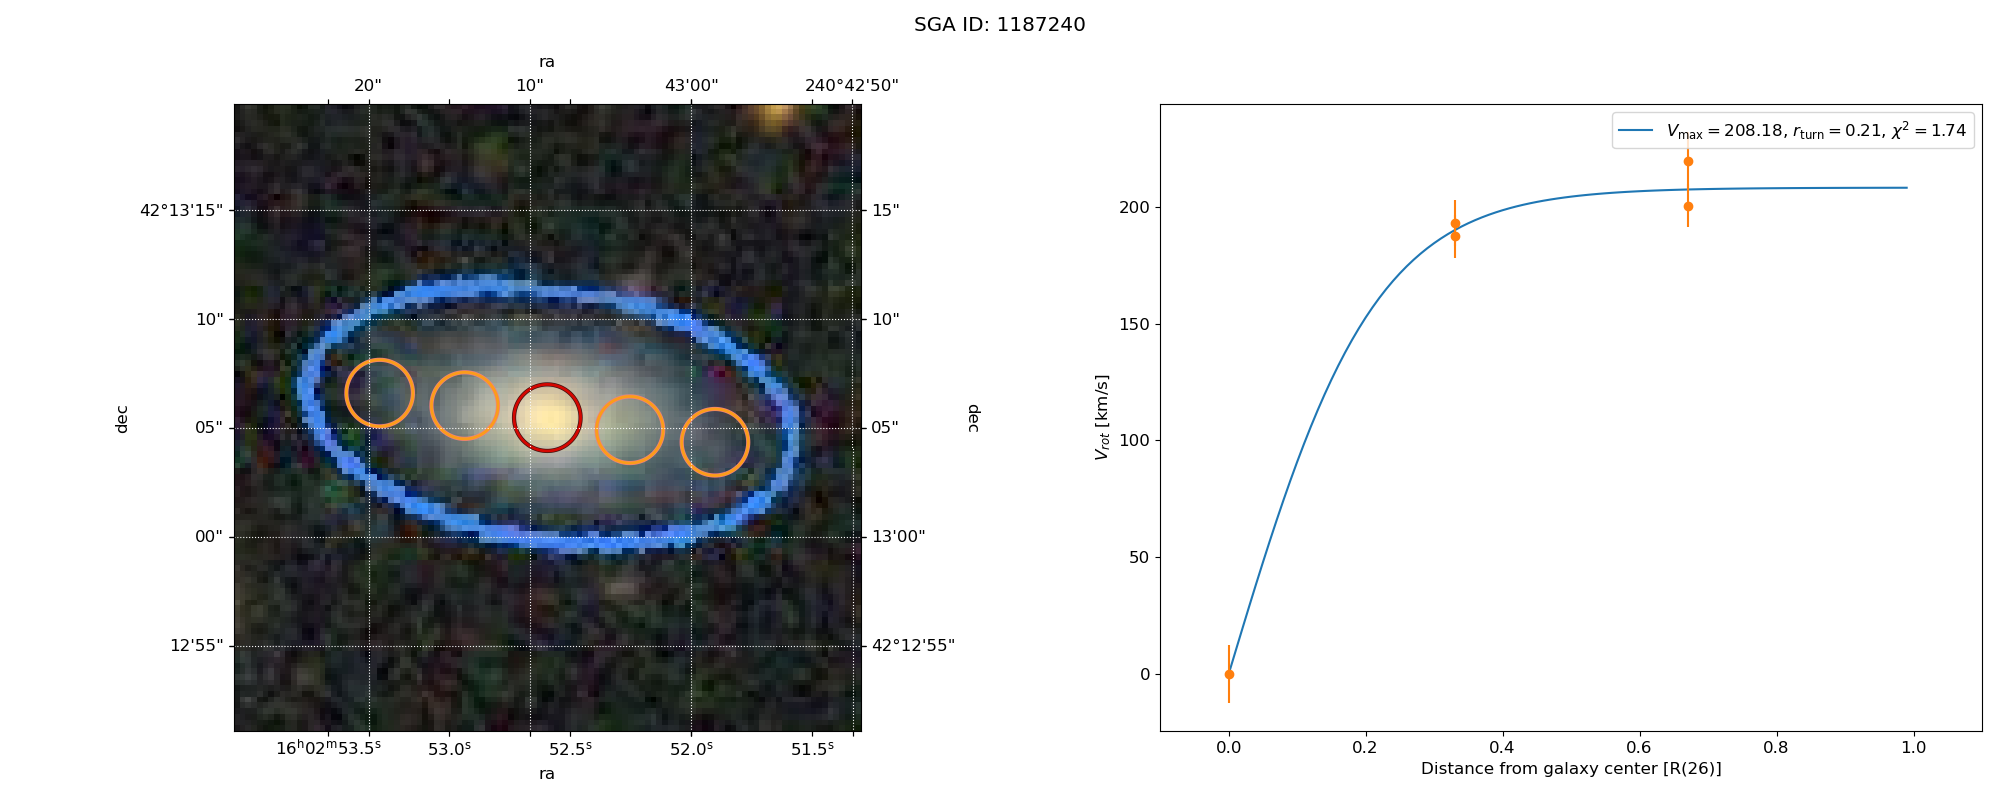 SGA ID: 1187240
ra
20" 10" 43'00" 240°42'50"
42°13'15" 15"
10" 10"
dec 05" 05" dec
00" 13'00"
12'55" 42°12'55"
16ʰ02ᵐ53.5ˢ 53.0ˢ 52.5ˢ 52.0ˢ 51.5ˢ
ra
V_max = 208.18, r_turn = 0.21, χ² = 1.74
200
150
100
50
0
V_rot [km/s]
0.0 0.2 0.4 0.6 0.8 1.0
Distance from galaxy center [R(26)]